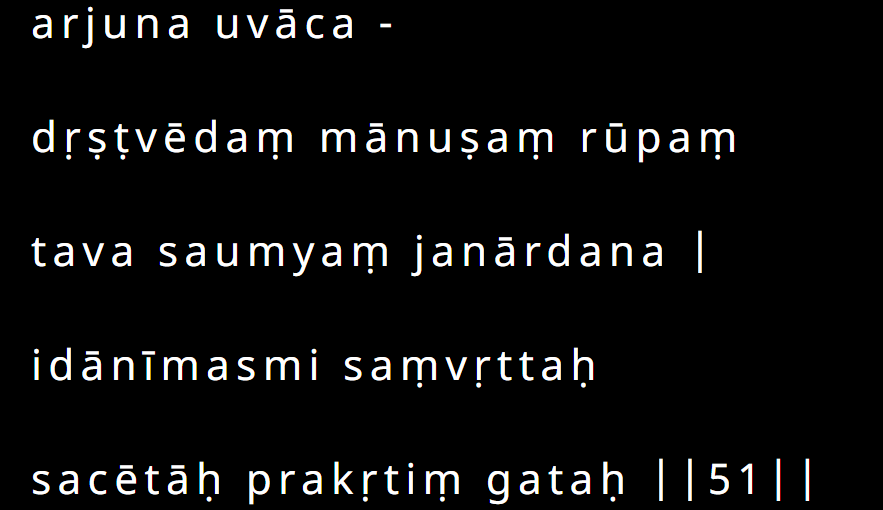 arjuna uvāca -
dṛṣṭvēdaṃ mānuṣaṃ rūpaṃ
tava saumyaṃ janārdana |
idānīmasmi saṃvṛttaḥ
sacētāḥ prakṛtiṃ gataḥ ||51||